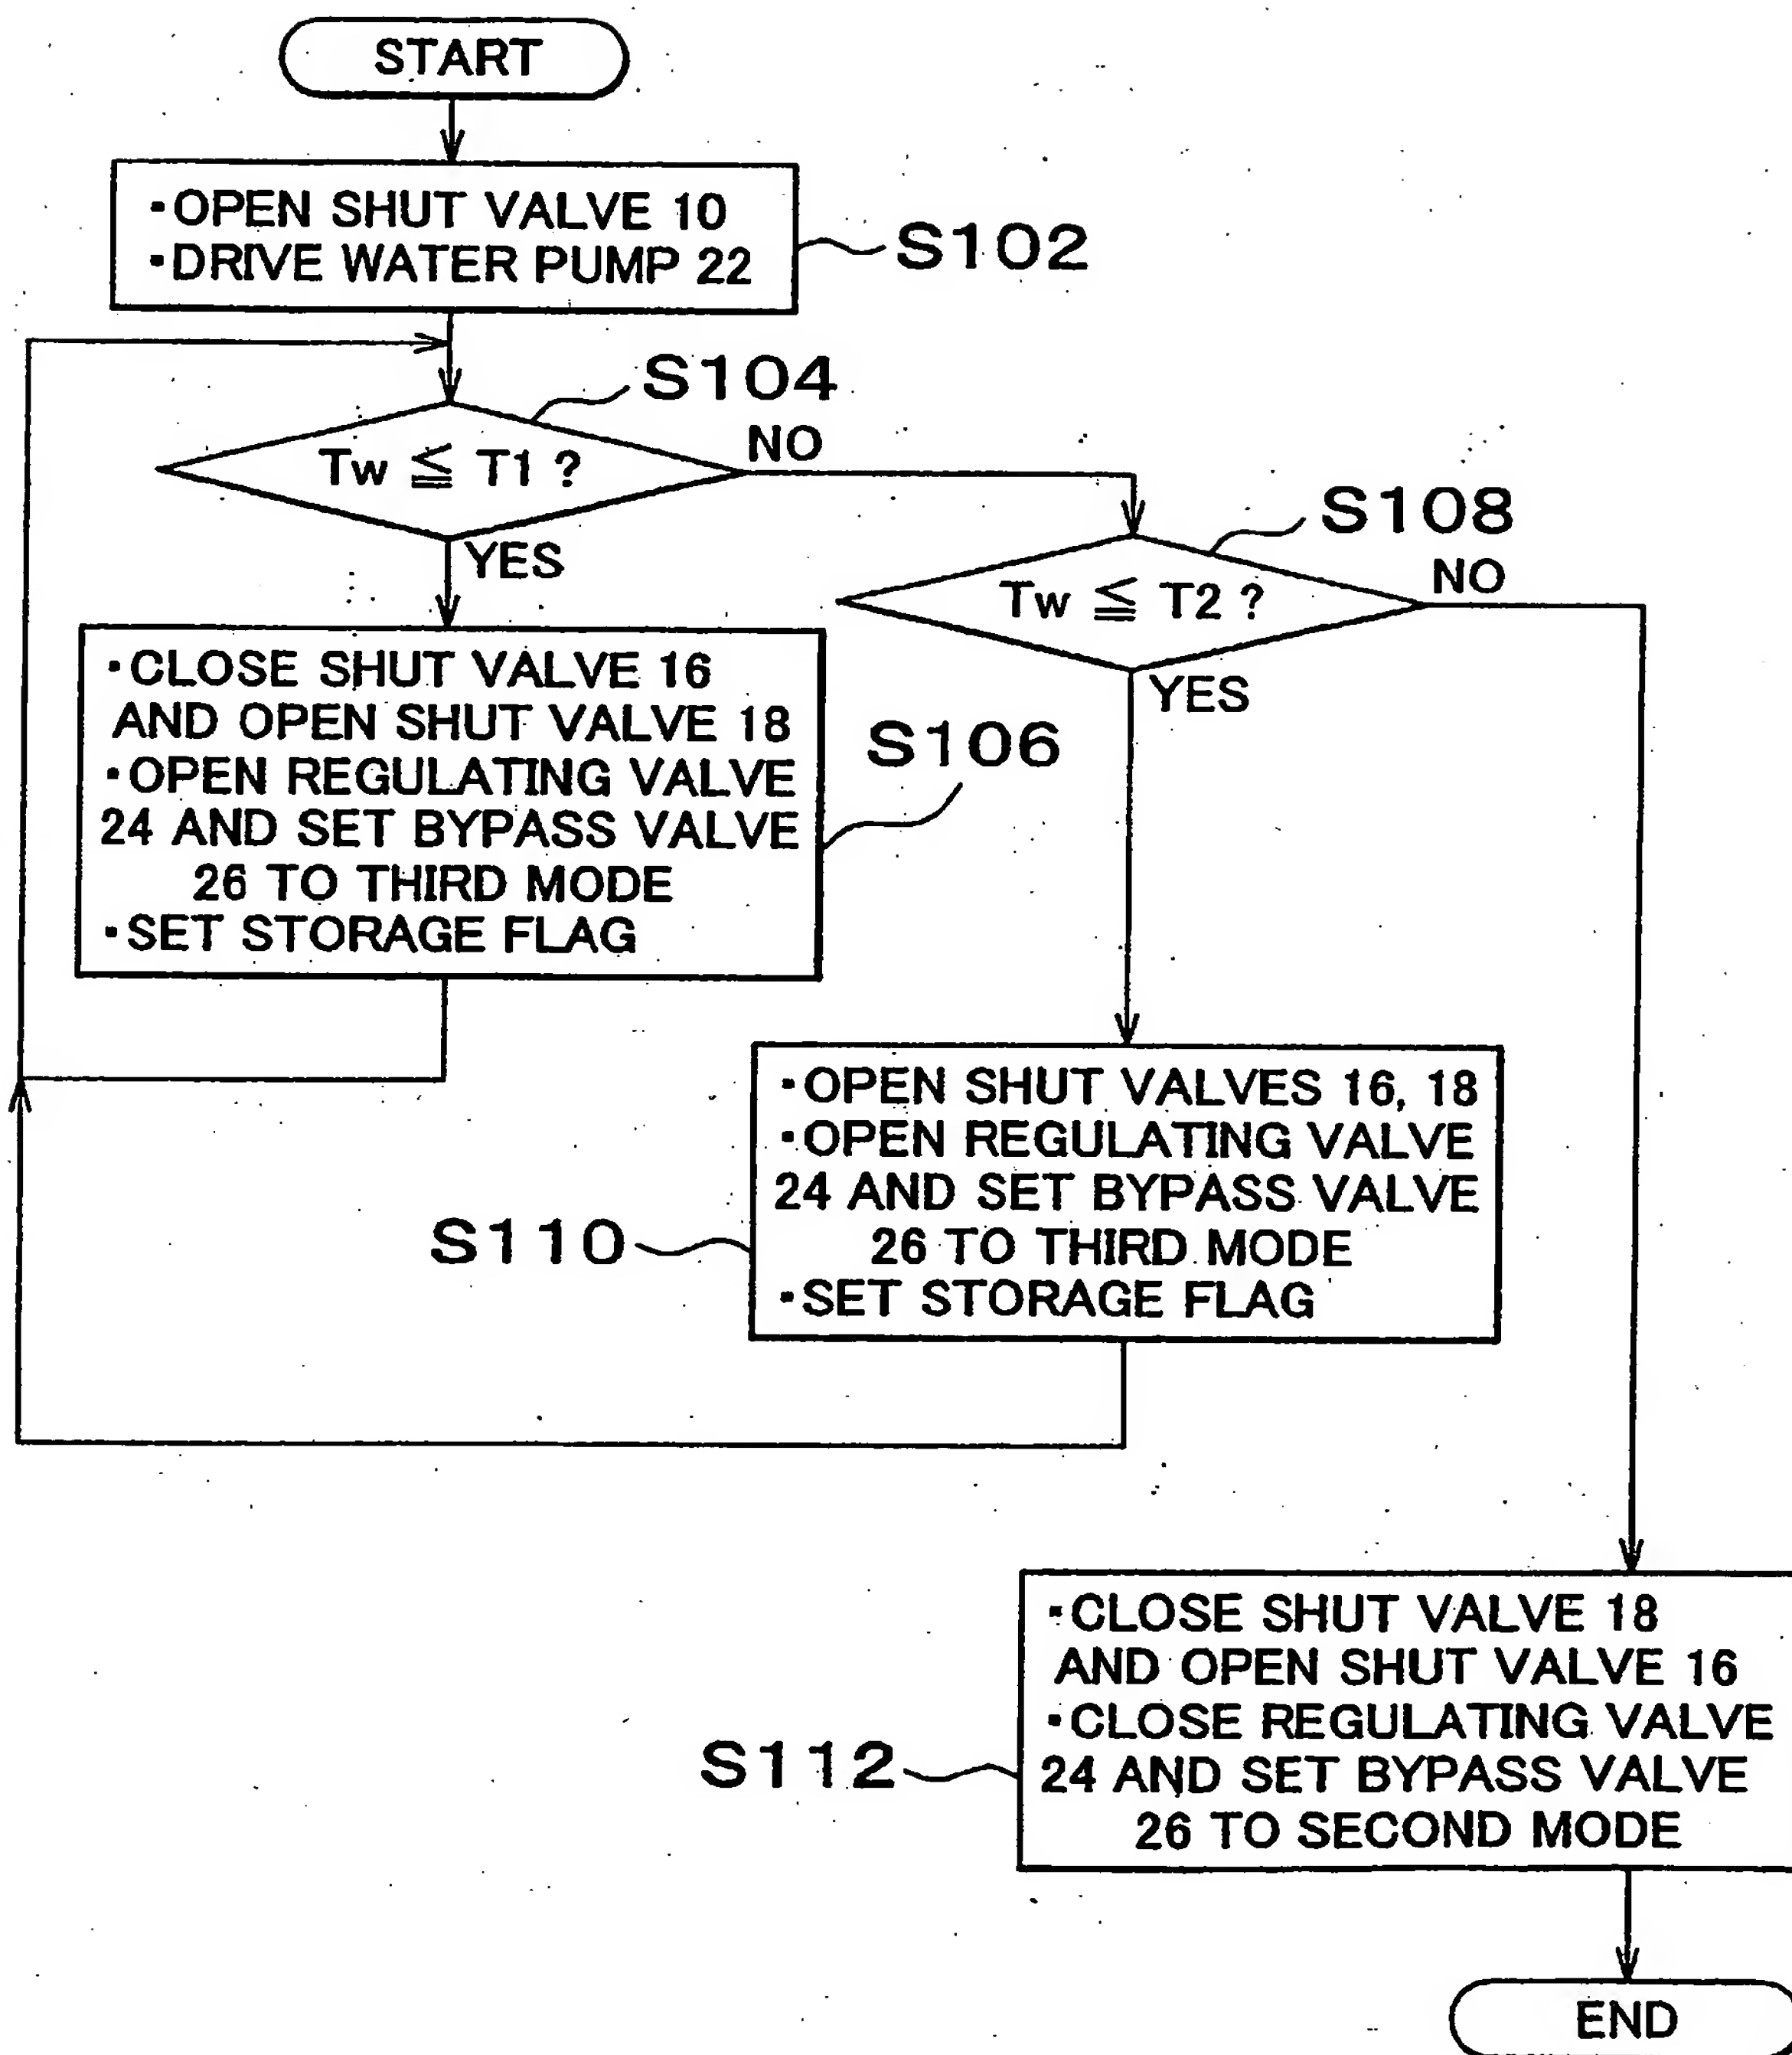 START
・OPEN SHUT VALVE 10
・DRIVE WATER PUMP 22
S102
S104
Tw ≦ T1 ?
NO
YES
S108
Tw ≦ T2 ?
NO
YES
・CLOSE SHUT VALVE 16
AND OPEN SHUT VALVE 18
・OPEN REGULATING VALVE
24 AND SET BYPASS VALVE
26 TO THIRD MODE
・SET STORAGE FLAG
S106
・OPEN SHUT VALVES 16, 18
・OPEN REGULATING VALVE
24 AND SET BYPASS VALVE
26 TO THIRD MODE
・SET STORAGE FLAG
S110
・CLOSE SHUT VALVE 18
AND OPEN SHUT VALVE 16
・CLOSE REGULATING VALVE
24 AND SET BYPASS VALVE
26 TO SECOND MODE
S112
END